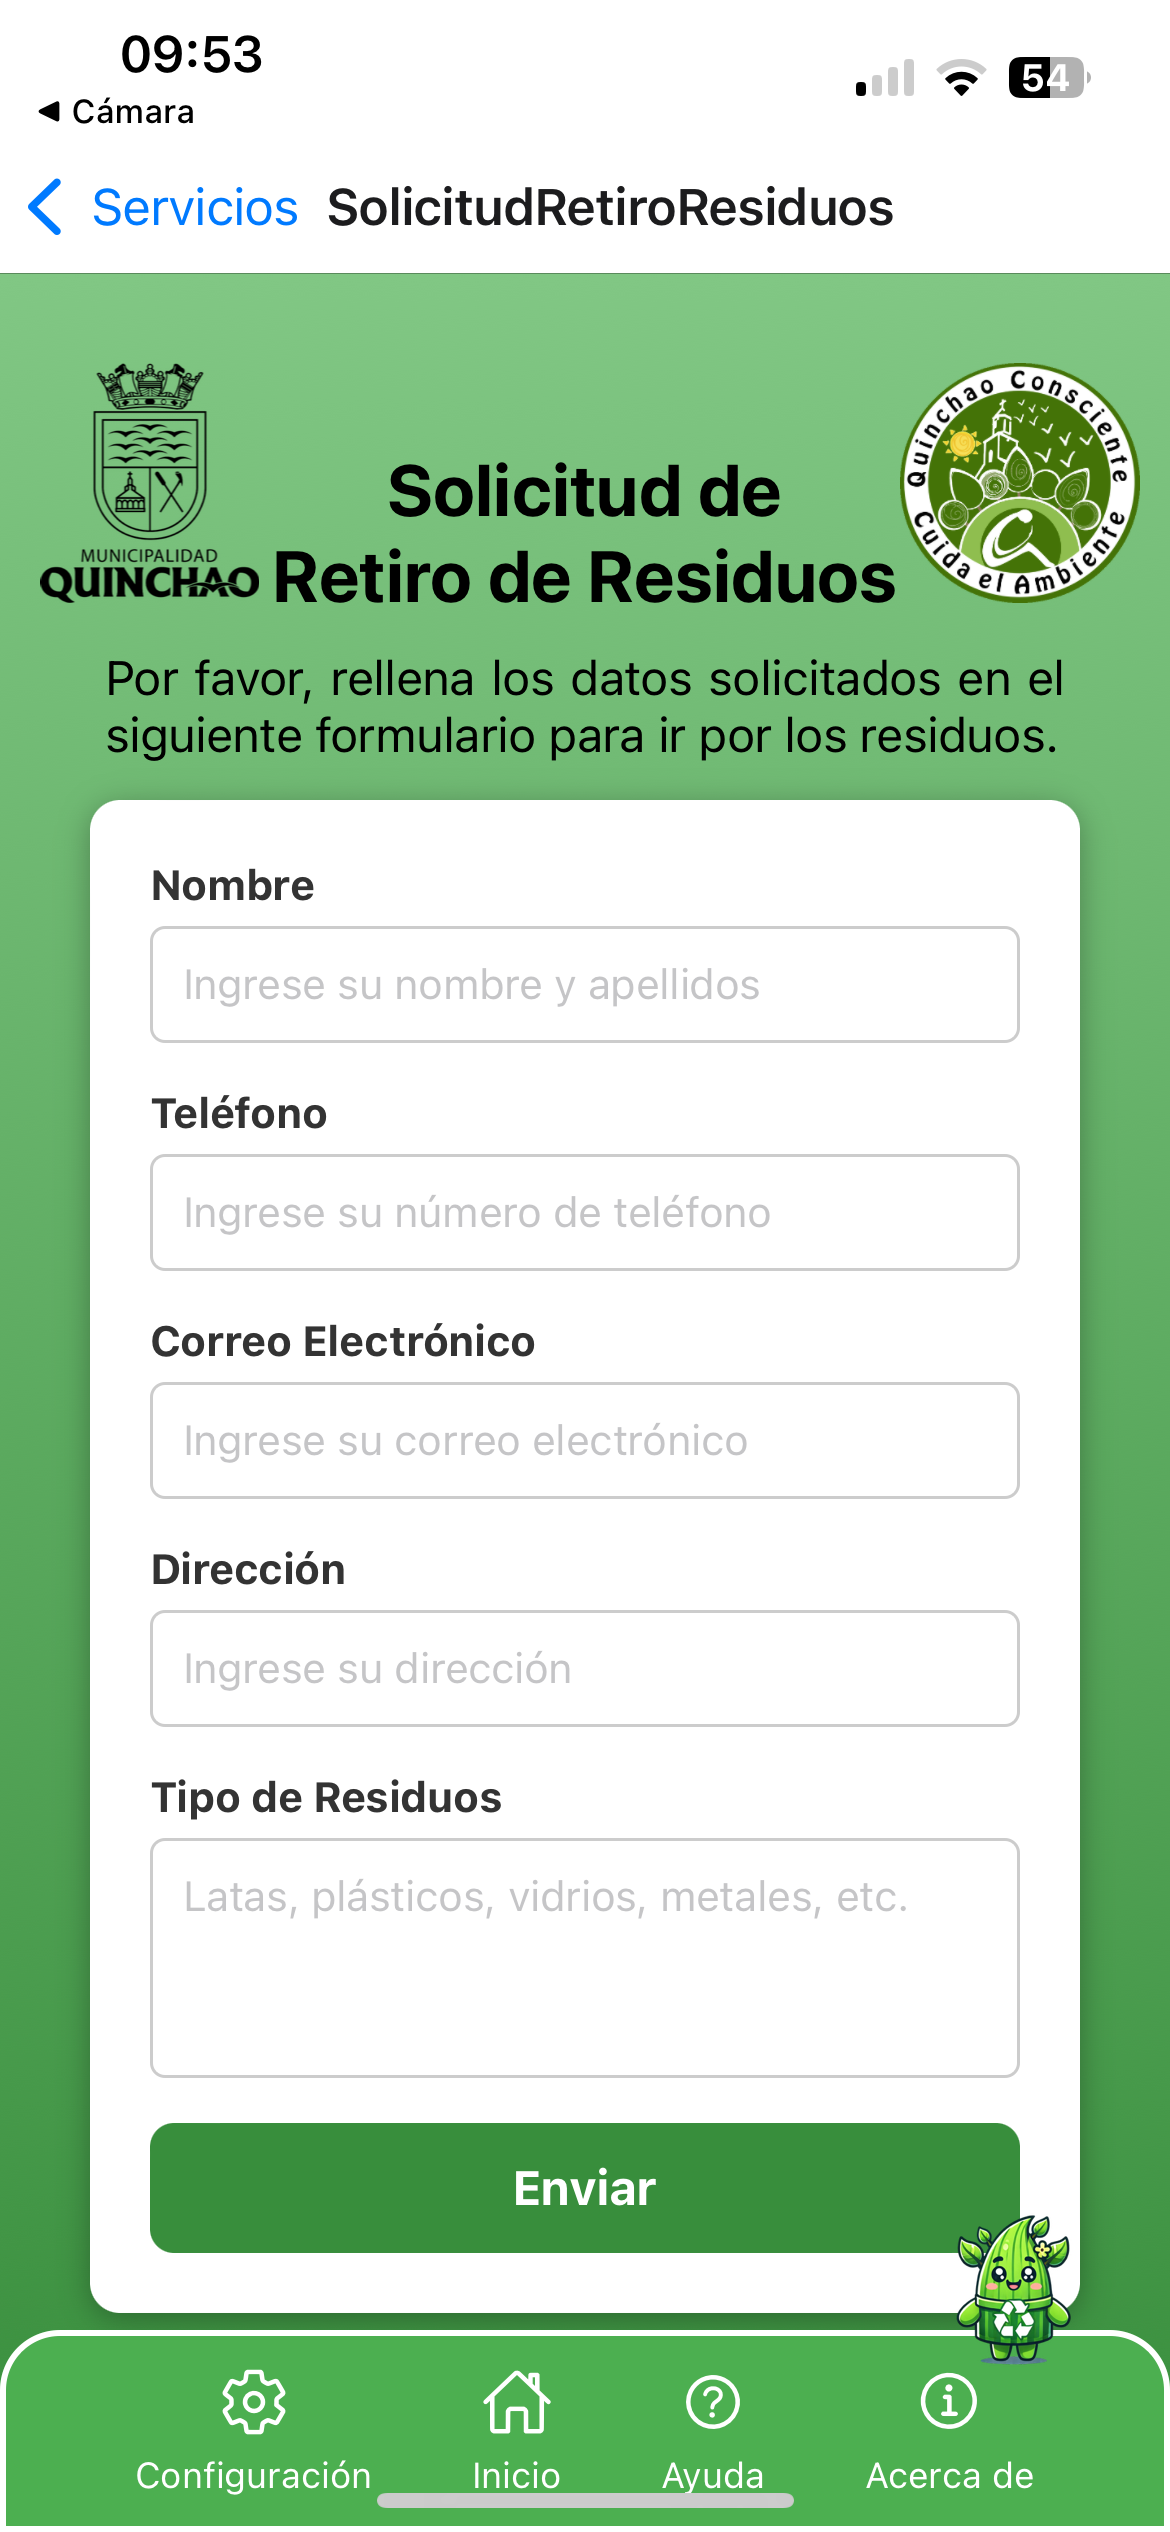 09:53
54
◀ Cámara
Servicios SolicitudRetiroResiduos
MUNICIPALIDAD
QUINCHAO
Solicitud de
Retiro de Residuos
Quinchao Consciente
Cuida el Ambiente
Por favor, rellena los datos solicitados en el
siguiente formulario para ir por los residuos.
Nombre
Ingrese su nombre y apellidos
Teléfono
Ingrese su número de teléfono
Correo Electrónico
Ingrese su correo electrónico
Dirección
Ingrese su dirección
Tipo de Residuos
Latas, plásticos, vidrios, metales, etc.
Enviar
Configuración Inicio Ayuda Acerca de